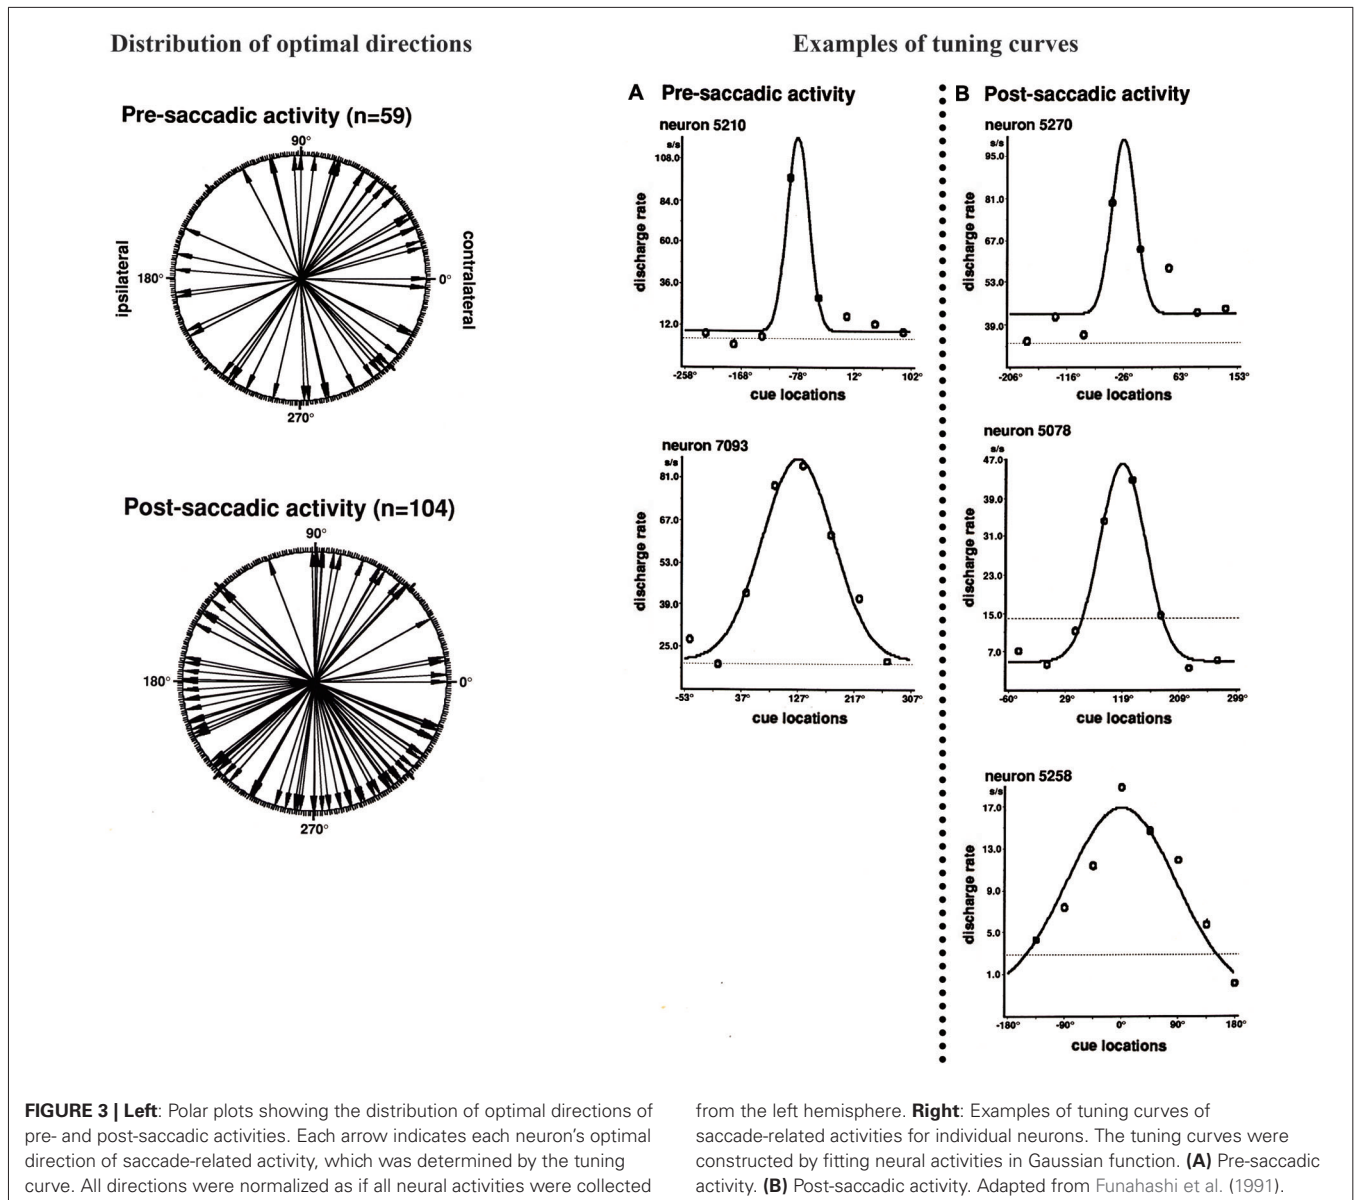 Distribution of optimal directions
Examples of tuning curves
Pre-saccadic activity (n=59)
90°
180°
0°
270°
ipsilateral
contralateral
Post-saccadic activity (n=104)
90°
180°
0°
270°
A Pre-saccadic activity
neuron 5210
s/s
108.0
84.0
60.0
36.0
12.0
discharge rate
-258° -168° -78° 12° 102°
cue locations
neuron 7093
s/s
81.0
67.0
53.0
39.0
25.0
discharge rate
-53° 37° 127° 217° 307°
cue locations
B Post-saccadic activity
neuron 5270
s/s
95.0
81.0
67.0
53.0
39.0
discharge rate
-206° -116° -26° 63° 153°
cue locations
neuron 5078
s/s
47.0
39.0
31.0
23.0
15.0
7.0
discharge rate
-60° 29° 119° 209° 299°
cue locations
neuron 5258
s/s
17.0
13.0
9.0
5.0
1.0
discharge rate
-180° -90° 0° 90° 180°
cue locations
FIGURE 3 | Left: Polar plots showing the distribution of optimal directions of
pre- and post-saccadic activities. Each arrow indicates each neuron's optimal
direction of saccade-related activity, which was determined by the tuning
curve. All directions were normalized as if all neural activities were collected
from the left hemisphere. Right: Examples of tuning curves of
saccade-related activities for individual neurons. The tuning curves were
constructed by fitting neural activities in Gaussian function. (A) Pre-saccadic
activity. (B) Post-saccadic activity. Adapted from Funahashi et al. (1991).